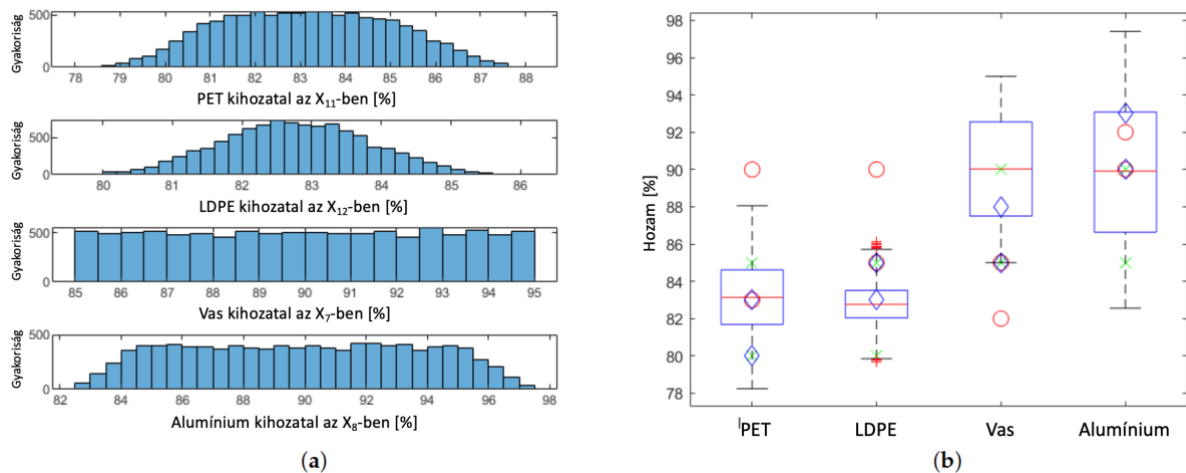 Gyakoriság
500
0
78 79 80 81 82 83 84 85 86 87 88
PET kihozatal az X11-ben [%]
Gyakoriság
500
0
80 81 82 83 84 85 86
LDPE kihozatal az X12-ben [%]
Gyakoriság
500
0
85 86 87 88 89 90 91 92 93 94 95
Vas kihozatal az X7-ben [%]
Gyakoriság
500
0
82 84 86 88 90 92 94 96 98
Alumínium kihozatal az X8-ben [%]
(a)
Hozam [%]
98
96
94
92
90
88
86
84
82
80
78
PET LDPE Vas Alumínium
(b)